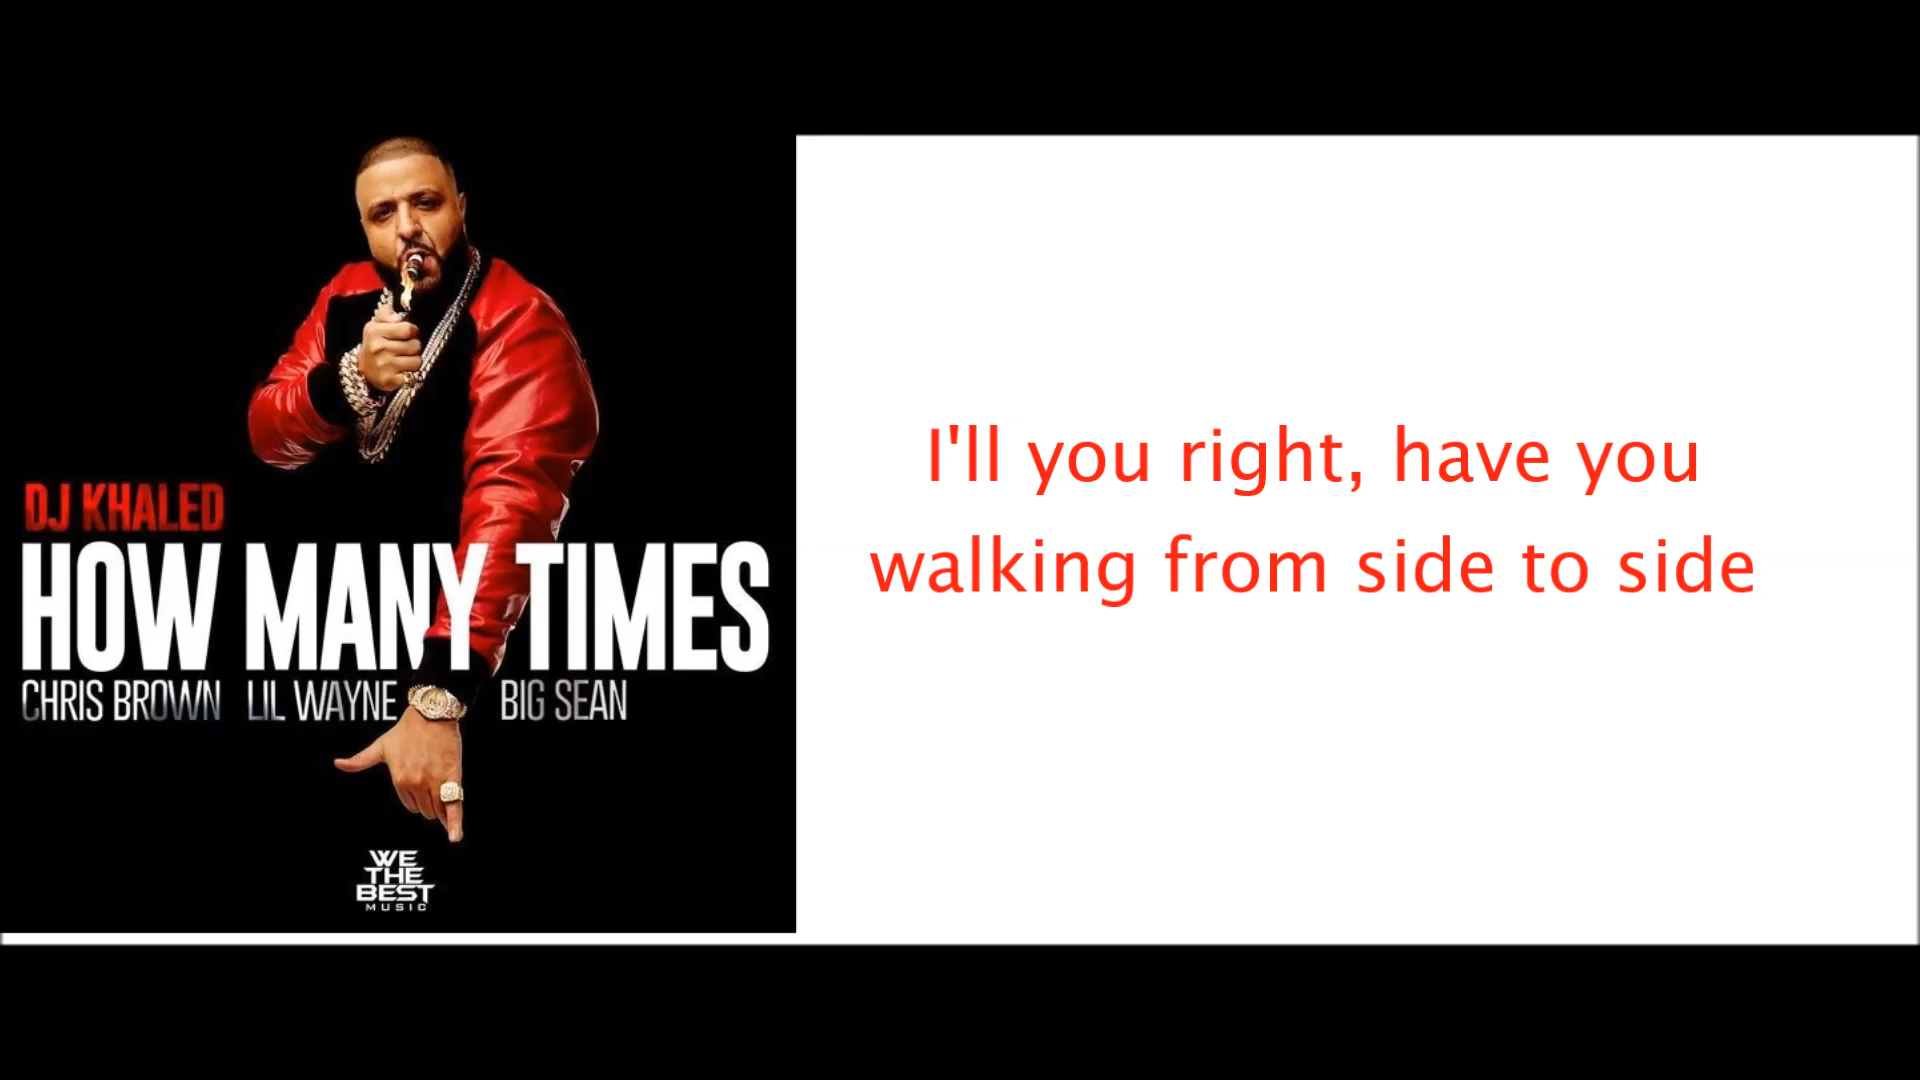 DJ KHALED
HOW MANY TIMES
CHRIS BROWN LIL WAYNE BIG SEAN
WE
THE
BEST
MUSIC
I'll you right, have you
walking from side to side